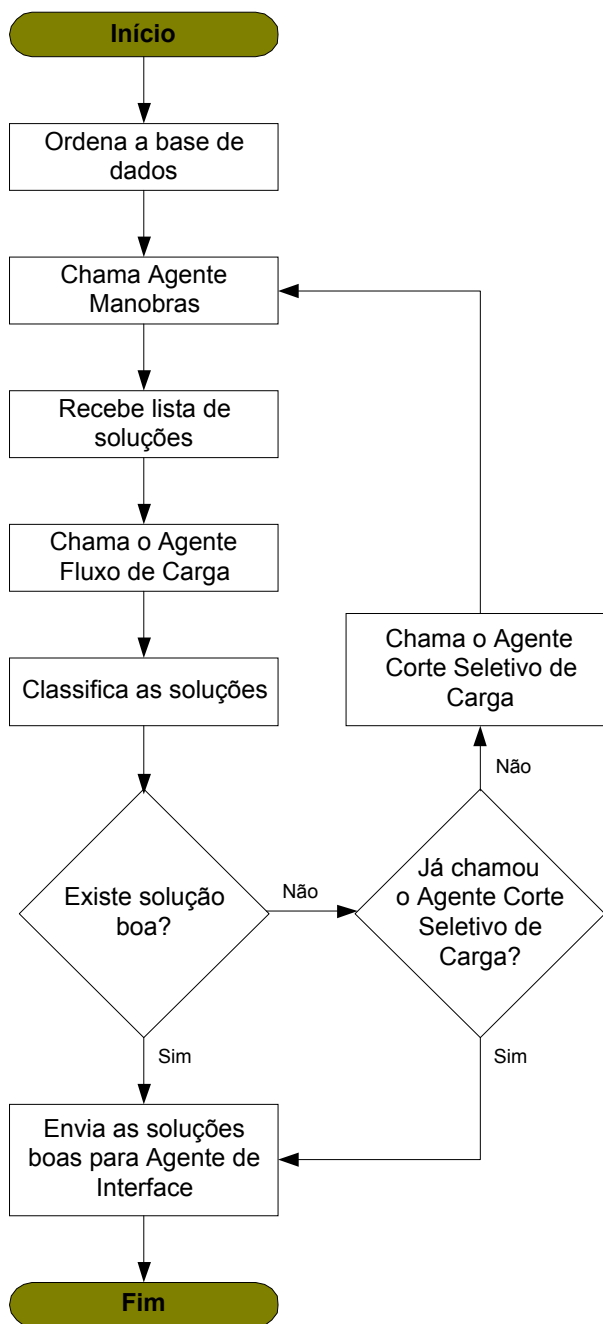 Início
Ordena a base de
dados
Chama Agente
Manobras
Recebe lista de
soluções
Chama o Agente
Fluxo de Carga
Classifica as soluções
Chama o Agente
Corte Seletivo de
Carga
Não
Existe solução
boa?
Não
Já chamou
o Agente Corte
Seletivo de
Carga?
Sim
Sim
Envia as soluções
boas para Agente de
Interface
Fim